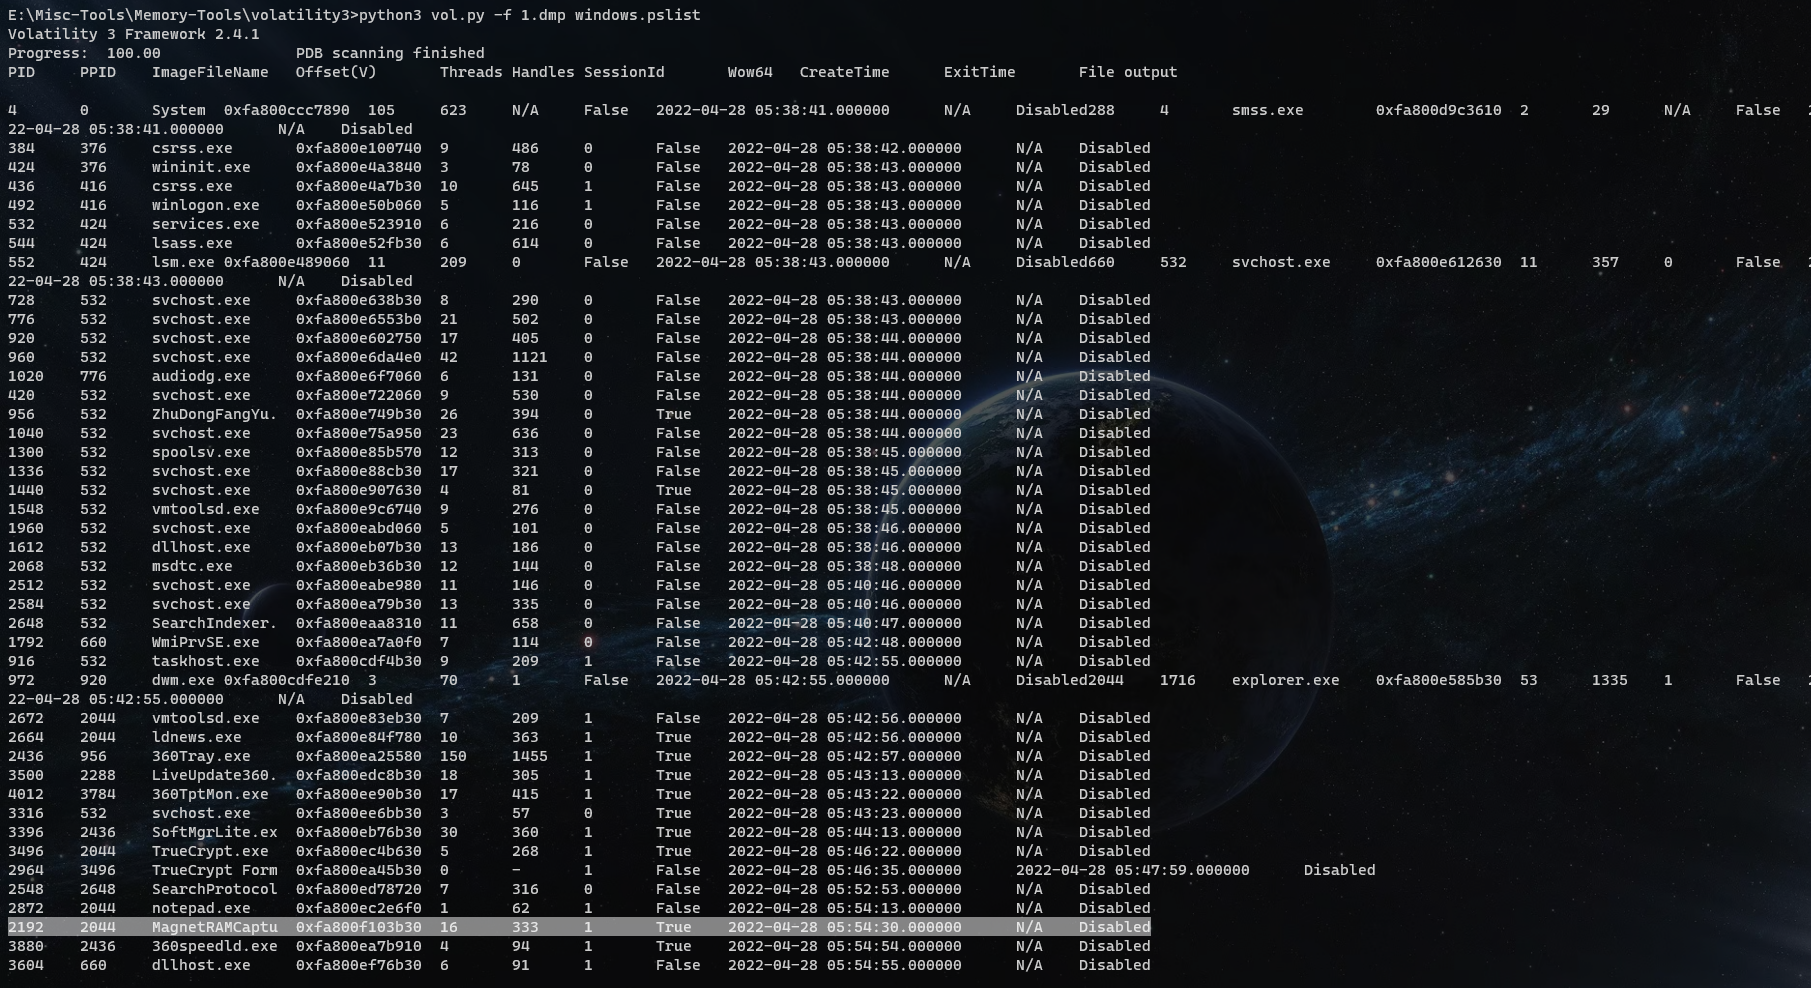 E:\Misc-Tools\Memory-Tools\volatility3>python3 vol.py -f 1.dmp windows.pslist
Volatility 3 Framework 2.4.1
Progress:  100.00               PDB scanning finished
PID     PPID    ImageFileName   Offset(V)       Threads Handles SessionId       Wow64   CreateTime      ExitTime       File output
4       0       System  0xfa800ccc7890  105     623     N/A     False   2022-04-28 05:38:41.000000      N/A     Disabled288     4       smss.exe        0xfa800d9c3610  2       29      N/A     False
22-04-28 05:38:41.000000      N/A    Disabled
384     376     csrss.exe       0xfa800e100740  9       486     0       False   2022-04-28 05:38:42.000000      N/A    Disabled
424     376     wininit.exe     0xfa800e4a3840  3       78      0       False   2022-04-28 05:38:43.000000      N/A    Disabled
436     416     csrss.exe       0xfa800e4a7b30  10      645     1       False   2022-04-28 05:38:43.000000      N/A    Disabled
492     416     winlogon.exe    0xfa800e50b060  5       116     1       False   2022-04-28 05:38:43.000000      N/A    Disabled
532     424     services.exe    0xfa800e523910  6       216     0       False   2022-04-28 05:38:43.000000      N/A    Disabled
544     424     lsass.exe       0xfa800e52fb30  6       614     0       False   2022-04-28 05:38:43.000000      N/A    Disabled
552     424     lsm.exe 0xfa800e489060  11      209     0       False   2022-04-28 05:38:43.000000      N/A     Disabled660     532     svchost.exe     0xfa800e612630  11      357     0       False
22-04-28 05:38:43.000000      N/A    Disabled
728     532     svchost.exe     0xfa800e638b30  8       290     0       False   2022-04-28 05:38:43.000000      N/A    Disabled
776     532     svchost.exe     0xfa800e6553b0  21      502     0       False   2022-04-28 05:38:43.000000      N/A    Disabled
920     532     svchost.exe     0xfa800e602750  17      405     0       False   2022-04-28 05:38:44.000000      N/A    Disabled
960     532     svchost.exe     0xfa800e6da4e0  42      1121    0       False   2022-04-28 05:38:44.000000      N/A    Disabled
1020    776     audiodg.exe     0xfa800e6f7060  6       131     0       False   2022-04-28 05:38:44.000000      N/A    Disabled
420     532     svchost.exe     0xfa800e722060  9       530     0       False   2022-04-28 05:38:44.000000      N/A    Disabled
956     532     ZhuDongFangYu.  0xfa800e749b30  26      394     0       True    2022-04-28 05:38:44.000000      N/A    Disabled
1040    532     svchost.exe     0xfa800e75a950  23      636     0       False   2022-04-28 05:38:44.000000      N/A    Disabled
1300    532     spoolsv.exe     0xfa800e85b570  12      313     0       False   2022-04-28 05:38:45.000000      N/A    Disabled
1336    532     svchost.exe     0xfa800e88cb30  17      321     0       False   2022-04-28 05:38:45.000000      N/A    Disabled
1440    532     svchost.exe     0xfa800e907630  4       81      0       True    2022-04-28 05:38:45.000000      N/A    Disabled
1548    532     vmtoolsd.exe    0xfa800e9c6740  9       276     0       False   2022-04-28 05:38:45.000000      N/A    Disabled
1960    532     svchost.exe     0xfa800eabd060  5       101     0       False   2022-04-28 05:38:46.000000      N/A    Disabled
1612    532     dllhost.exe     0xfa800eb07b30  13      186     0       False   2022-04-28 05:38:46.000000      N/A    Disabled
2068    532     msdtc.exe       0xfa800eb36b30  12      144     0       False   2022-04-28 05:38:48.000000      N/A    Disabled
2512    532     svchost.exe     0xfa800eabe980  11      146     0       False   2022-04-28 05:40:46.000000      N/A    Disabled
2584    532     svchost.exe     0xfa800ea79b30  13      335     0       False   2022-04-28 05:40:46.000000      N/A    Disabled
2648    532     SearchIndexer.  0xfa800eaa8310  11      658     0       False   2022-04-28 05:40:47.000000      N/A    Disabled
1792    660     WmiPrvSE.exe    0xfa800ea7a0f0  7       114     0       False   2022-04-28 05:42:48.000000      N/A    Disabled
916     532     taskhost.exe    0xfa800cdf4b30  9       209     1       False   2022-04-28 05:42:55.000000      N/A    Disabled
972     920     dwm.exe 0xfa800cdfe210  3       70      1       False   2022-04-28 05:42:55.000000      N/A     Disabled2044    1716    explorer.exe    0xfa800e585b30  53      1335    1       False
22-04-28 05:42:55.000000      N/A    Disabled
2672    2044    vmtoolsd.exe    0xfa800e83eb30  7       209     1       False   2022-04-28 05:42:56.000000      N/A    Disabled
2664    2044    ldnews.exe      0xfa800e84f780  10      363     1       True    2022-04-28 05:42:56.000000      N/A    Disabled
2436    956     360Tray.exe     0xfa800ea25580  150     1455    1       True    2022-04-28 05:42:57.000000      N/A    Disabled
3500    2288    LiveUpdate360.  0xfa800edc8b30  18      305     1       True    2022-04-28 05:43:13.000000      N/A    Disabled
4012    3784    360TptMon.exe   0xfa800ee90b30  17      415     1       True    2022-04-28 05:43:22.000000      N/A    Disabled
3316    532     svchost.exe     0xfa800ee6bb30  3       57      0       False   2022-04-28 05:43:23.000000      N/A    Disabled
3396    2436    SoftMgrLite.ex  0xfa800eb76b30  30      360     1       True    2022-04-28 05:44:13.000000      N/A    Disabled
3496    2044    TrueCrypt.exe   0xfa800ec4b630  5       268     1       True    2022-04-28 05:46:22.000000      N/A    Disabled
2964    3496    TrueCrypt Form  0xfa800ea45b30  0       -       1       False   2022-04-28 05:46:35.000000      2022-04-28 05:47:59.000000      Disabled
2548    2648    SearchProtocol  0xfa800ed78720  7       316     0       False   2022-04-28 05:52:53.000000      N/A    Disabled
2872    2044    notepad.exe     0xfa800ec2e6f0  1       62      1       False   2022-04-28 05:54:13.000000      N/A    Disabled
2192    2044    MagnetRAMCaptu  0xfa800f103b30  16      333     1       True    2022-04-28 05:54:30.000000      N/A    Disabled
3880    2436    360speedld.exe  0xfa800ea7b910  4       94      1       True    2022-04-28 05:54:54.000000      N/A    Disabled
3604    660     dllhost.exe     0xfa800ef76b30  6       91      1       False   2022-04-28 05:54:55.000000      N/A    Disabled